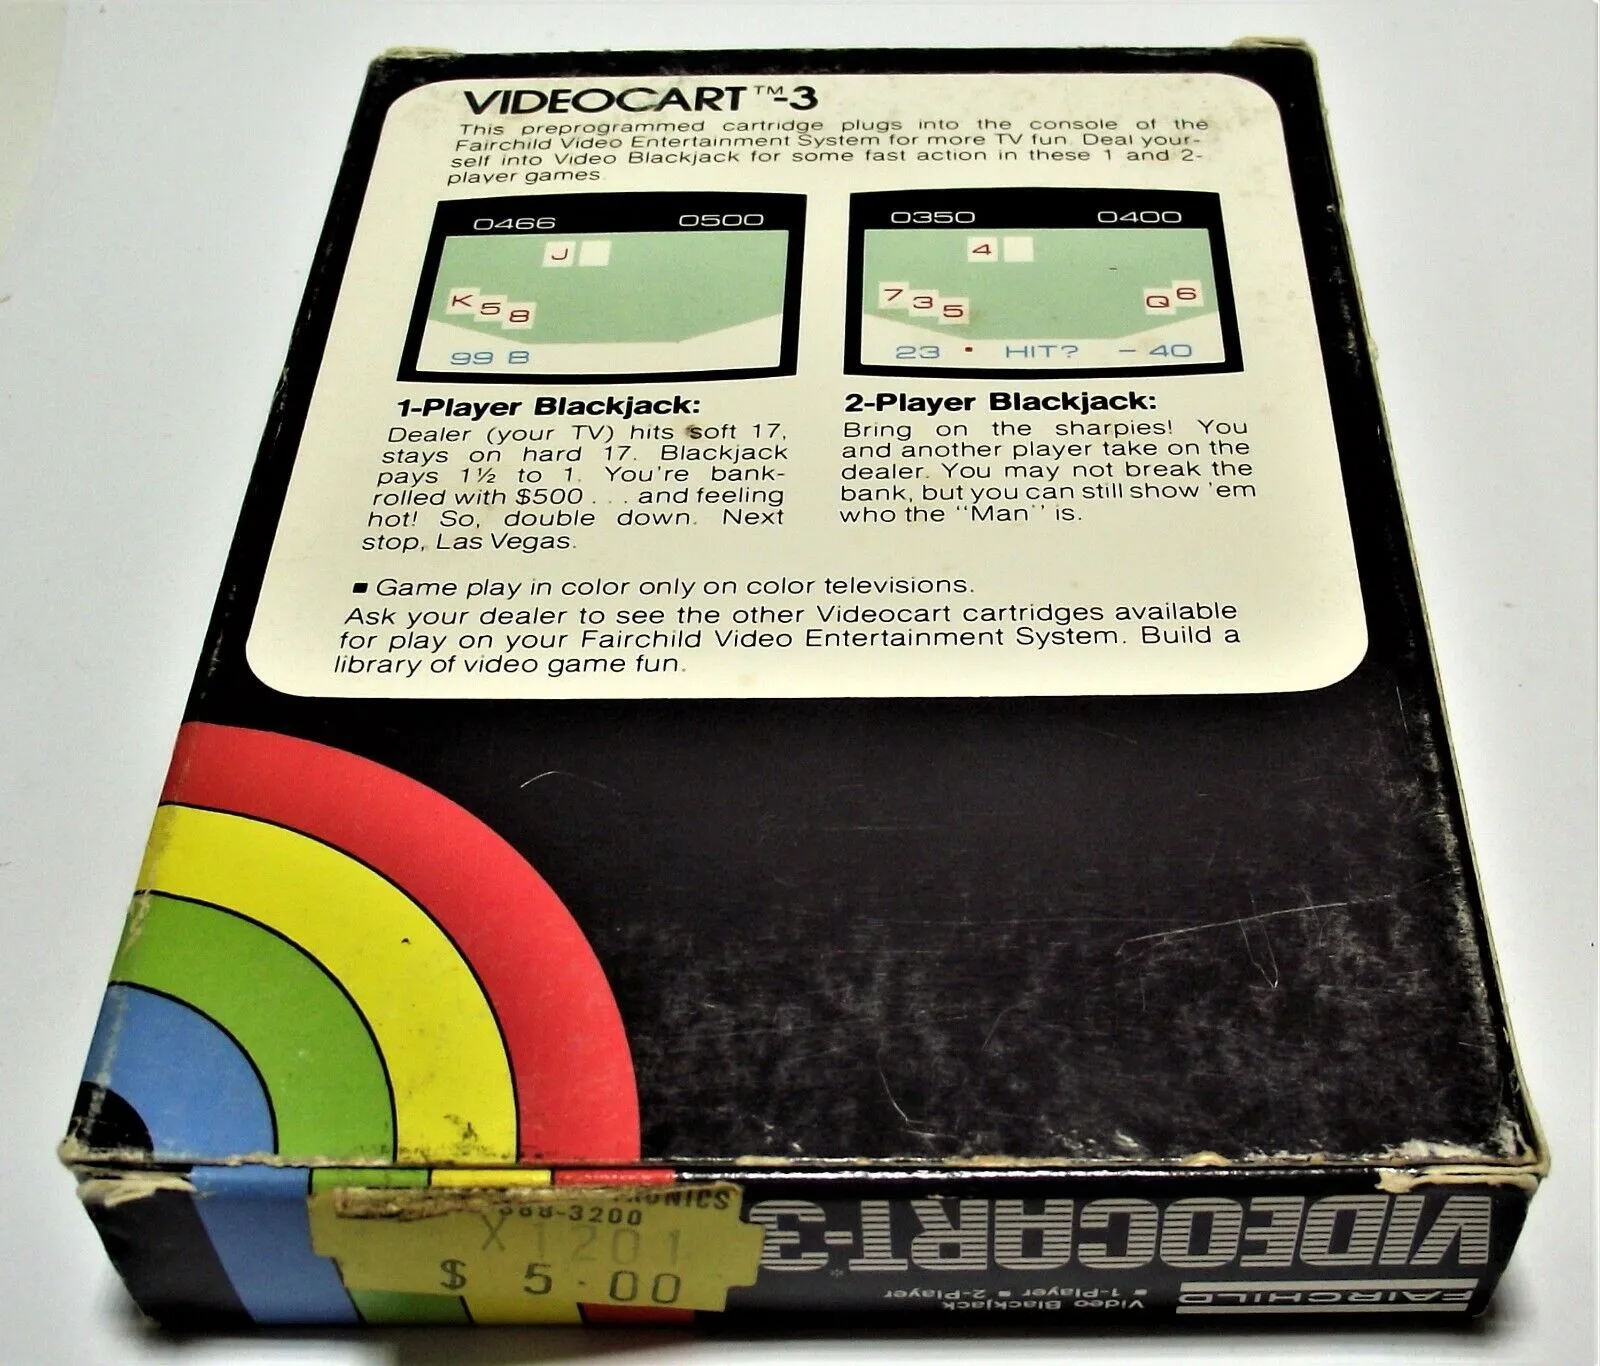 VIDEOCART™-3
This preprogrammed cartridge plugs into the console of the
Fairchild Video Entertainment System for more TV fun. Deal your-
self into Video Blackjack for some fast action in these 1 and 2-
player games.
0466 0500
J
K 5 8
99 B
0350 0400
4
7 3 5
Q 6
23 HIT? - 40
1-Player Blackjack:
Dealer (your TV) hits soft 17,
stays on hard 17. Blackjack
pays 1½ to 1. You're bank-
rolled with $500 . . . and feeling
hot! So, double down. Next
stop, Las Vegas.
2-Player Blackjack:
Bring on the sharpies! You
and another player take on the
dealer. You may not break the
bank, but you can still show 'em
who the "Man" is.
■ Game play in color only on color televisions.
Ask your dealer to see the other Videocart cartridges available
for play on your Fairchild Video Entertainment System. Build a
library of video game fun.
-3200
X1201
$ 5.00
FAIRCHILD
VIDEOCART-3
Video Blackjack
■ 1-Player ■ 2-Player